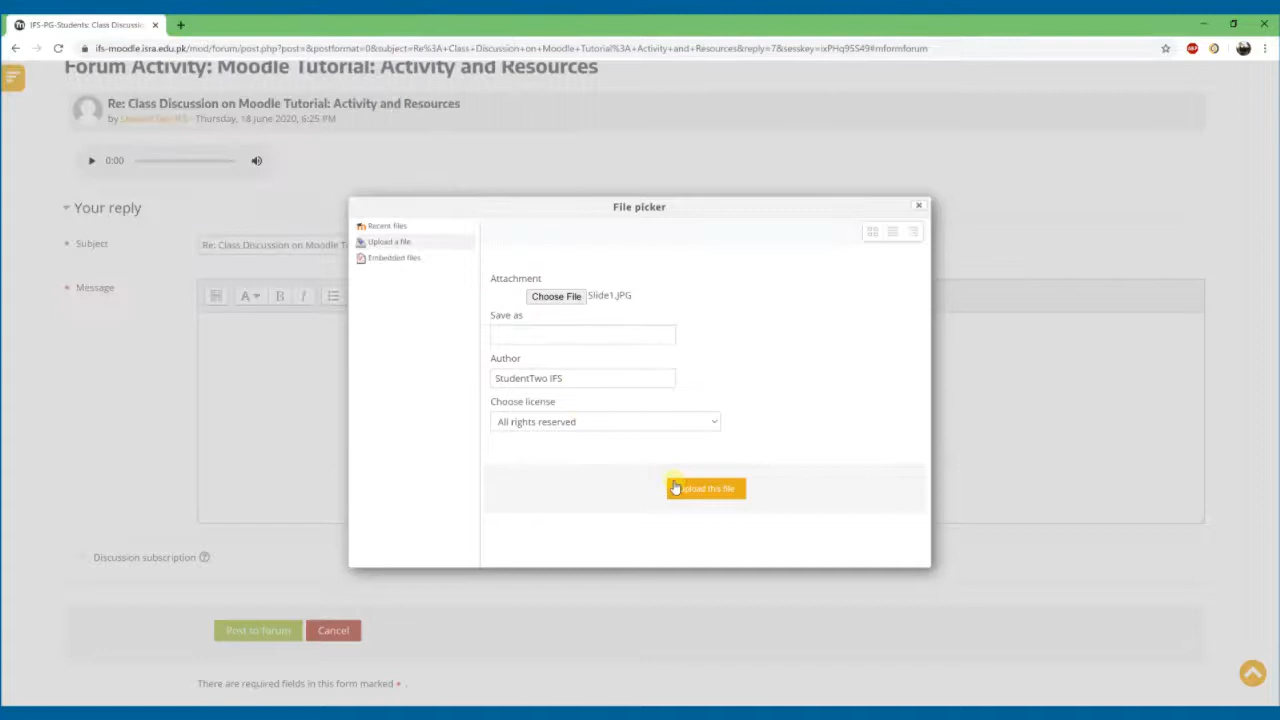 IFS-PG-Students: Class Discussio
ifs-moodle.isra.edu.pk/mod/forum/post.php?post=&postformat=0&subject=Re%3A+Class+Discussion+on+Moodle+Tutorial%3A+Activity+and+Resources&reply=7&sesskey=ixPHq95S49#mformforum
Forum Activity: Moodle Tutorial: Activity and Resources
Re: Class Discussion on Moodle Tutorial: Activity and Resources
by - Thursday, 18 June 2020, 6:25 PM
0:00
Your reply
Subject
Re: Class Discussion on Moodle T
Message
A
B
I
File picker
Recent files
Upload a file
Embedded files
Attachment
Choose File Slide1.JPG
Save as
Author
StudentTwo IFS
Choose license
All rights reserved
pload this file
Discussion subscription
Post to forum
Cancel
There are required fields in this form marked * .